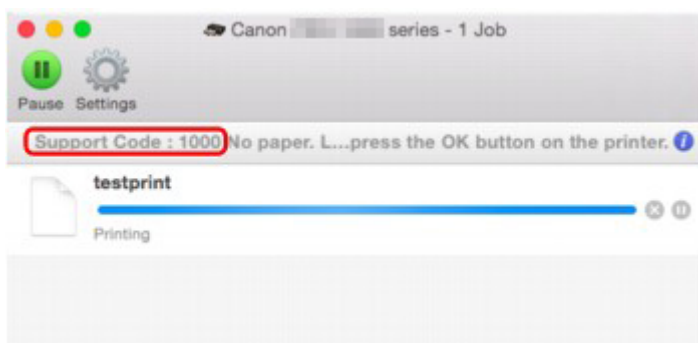 Canon series - 1 Job
Pause Settings
Support Code : 1000 No paper. L...press the OK button on the printer.
testprint
Printing